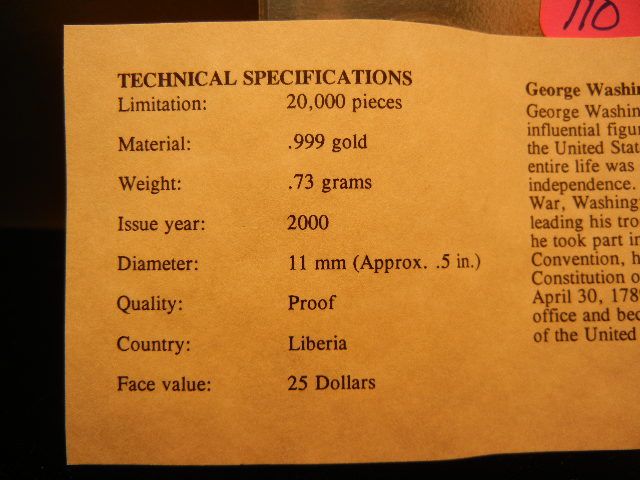 110
TECHNICAL SPECIFICATIONS
Limitation: 20,000 pieces
Material: .999 gold
Weight: .73 grams
Issue year: 2000
Diameter: 11 mm (Approx. .5 in.)
Quality: Proof
Country: Liberia
Face value: 25 Dollars
George Washin
George Washin
influential figu
the United Stat
entire life was
independence.
War, Washing
leading his tro
he took part in
Convention, h
Constitution o
April 30, 178
office and bec
of the United